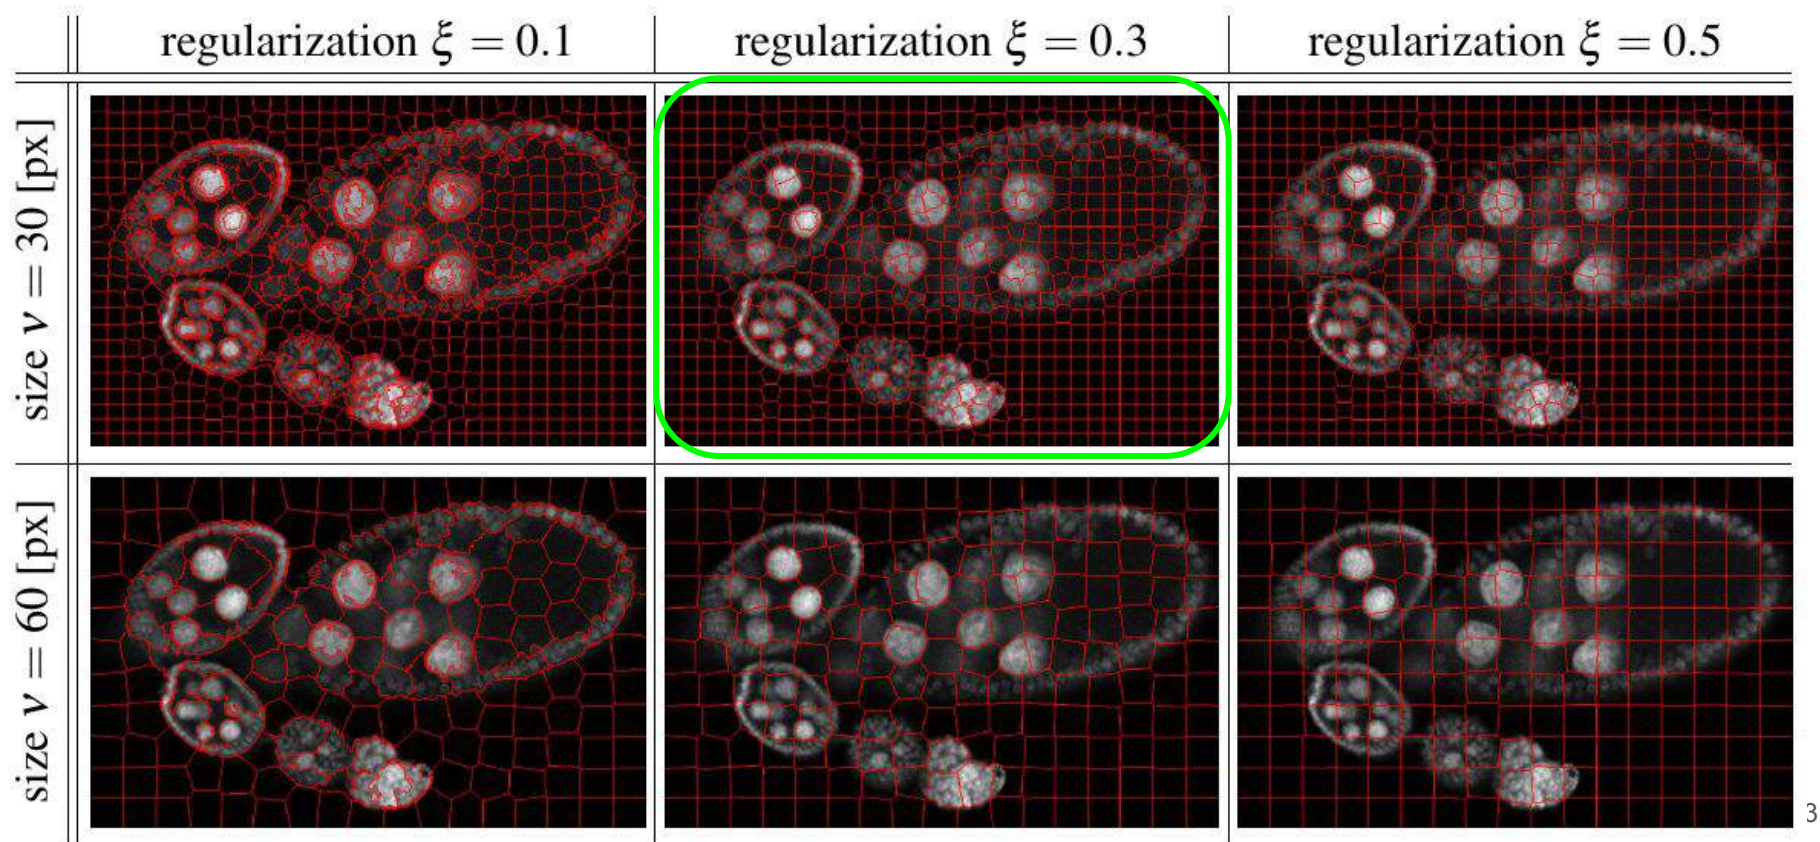 regularization ξ = 0.1
regularization ξ = 0.3
regularization ξ = 0.5
size ν = 30 [px]
size ν = 60 [px]
3